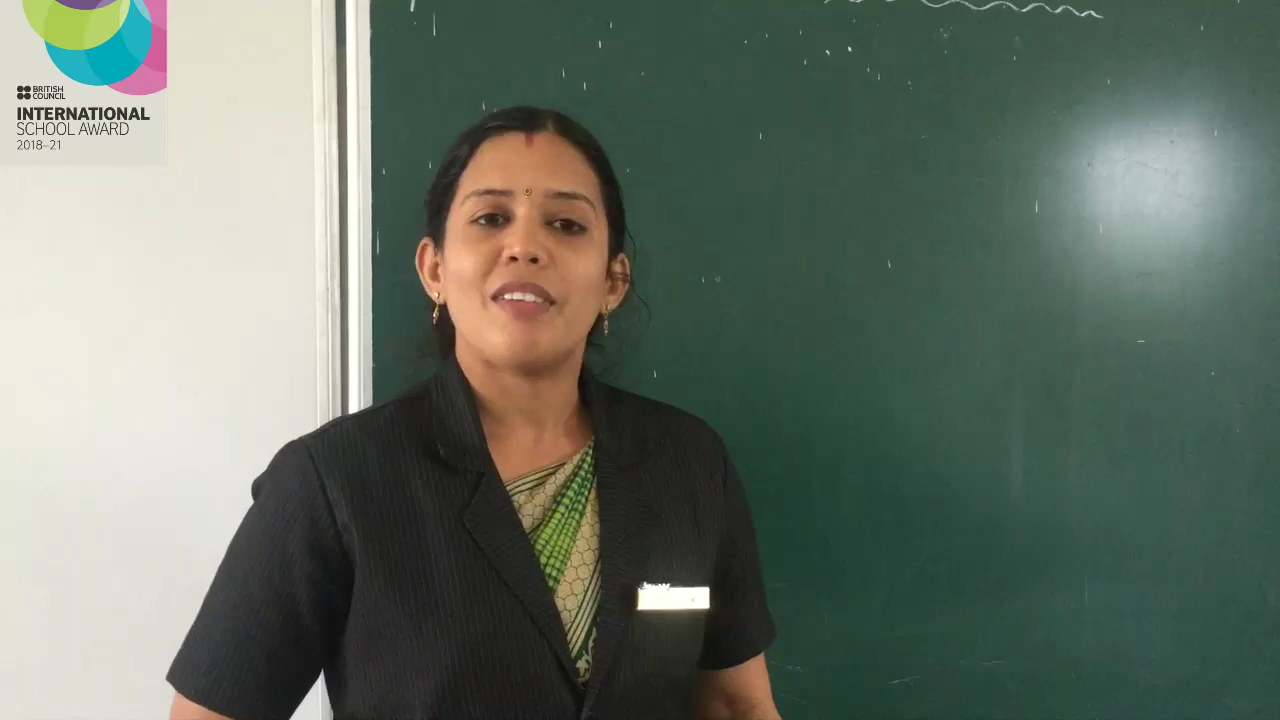 BRITISH
COUNCIL
INTERNATIONAL
SCHOOL AWARD
2018–21